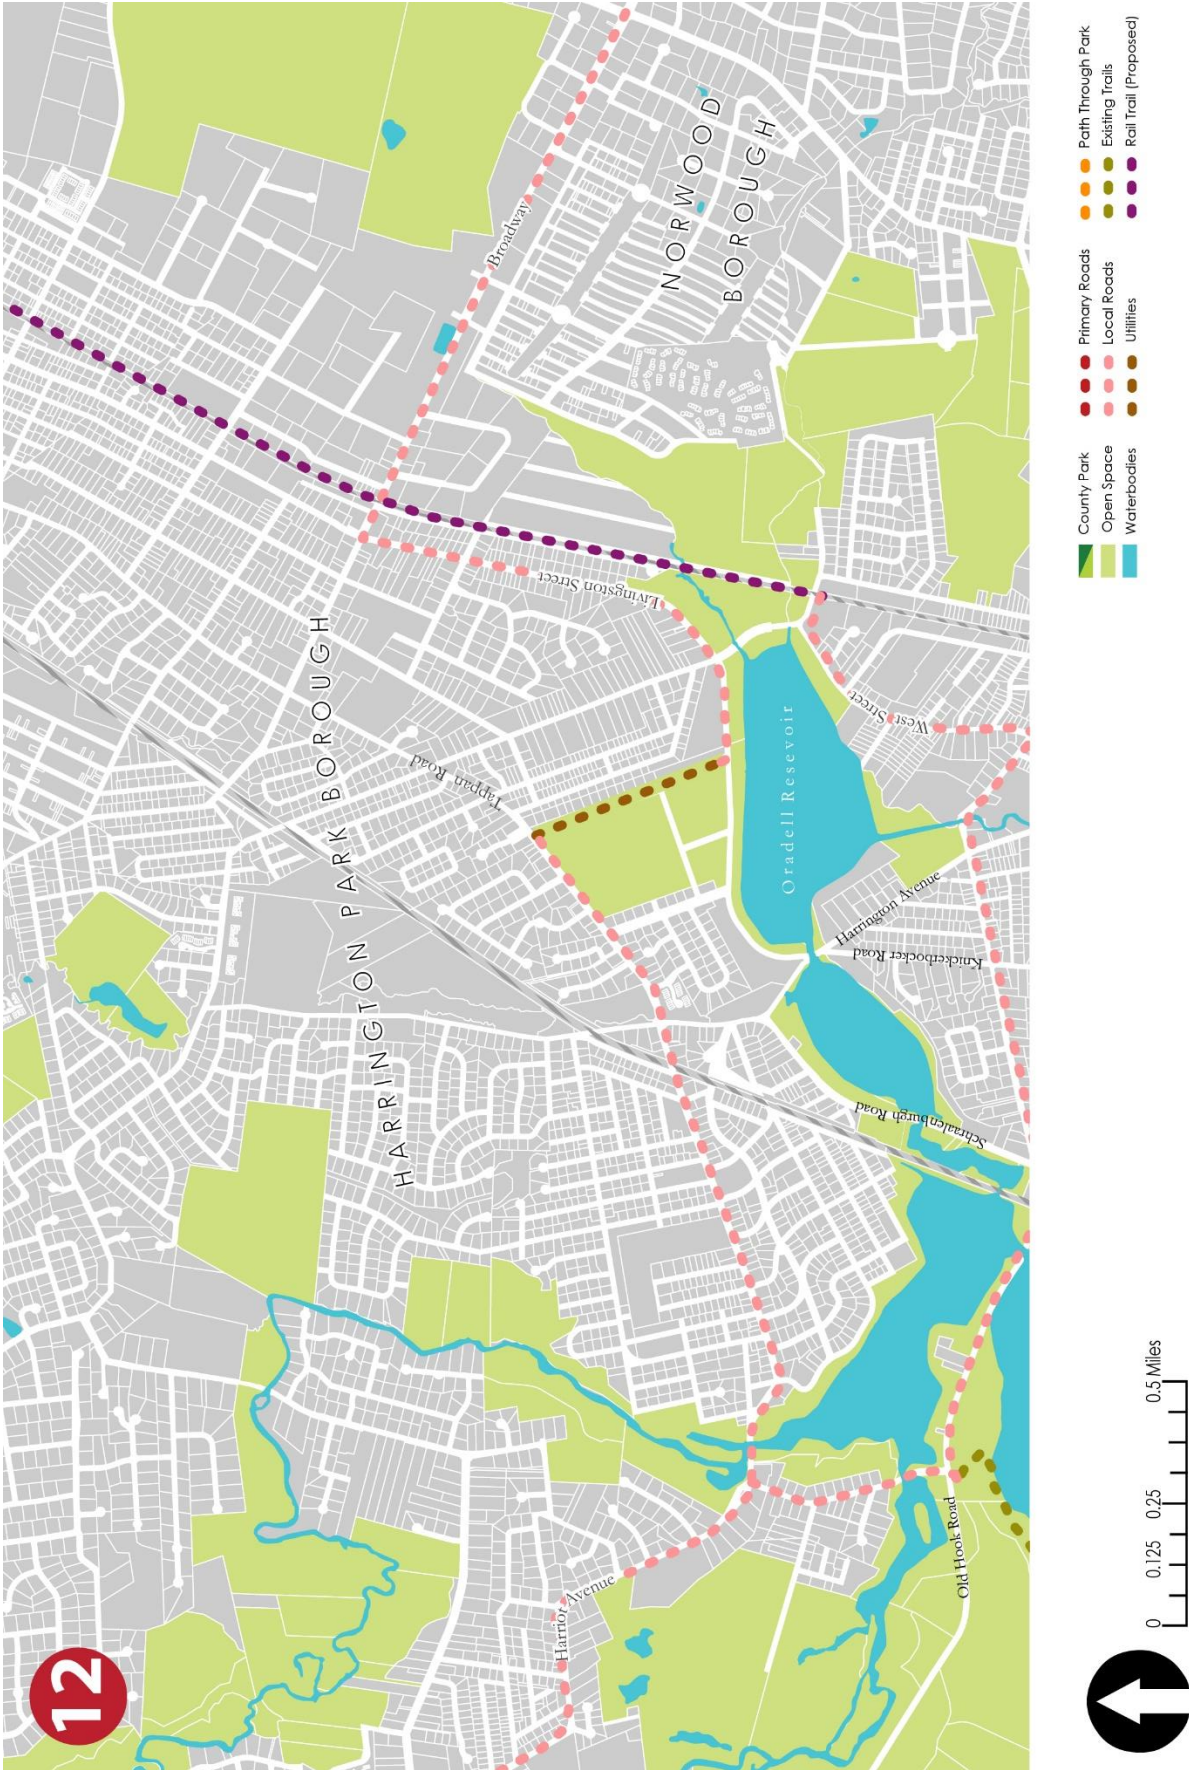 12
HARRINGTON PARK BOROUGH
NORWOOD
BOROUGH
Broadway
Livingston Street
Tappan Road
Oradell Resevoir
West Street
Harrington Avenue
Knickerbocker Road
Schraalenburgh Road
Harriot Avenue
Old Hook Road
0 0.125 0.25 0.5 Miles
County Park
Open Space
Waterbodies
Primary Roads
Local Roads
Utilities
Path Through Park
Existing Trails
Rail Trail (Proposed)